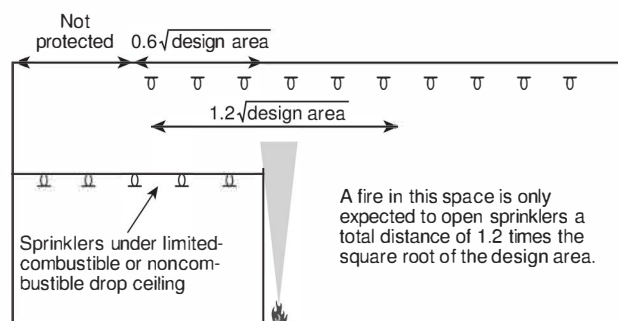 Not
protected
0.6√design area
1.2√design area
Sprinklers under limited-
combustible or noncom-
bustible drop ceiling
A fire in this space is only
expected to open sprinklers a
total distance of 1.2 times the
square root of the design area.